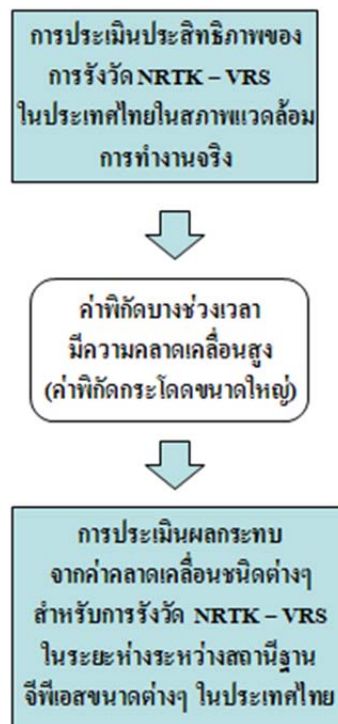 การประเมินประสิทธิภาพของ
การรังวัด NRTK – VRS
ในประเทศไทยในสภาพแวดล้อม
การทำงานจริง
ค่าพิกัดบางช่วงเวลา
มีความคลาดเคลื่อนสูง
(ค่าพิกัดกระโดดขนาดใหญ่)
การประเมินผลกระทบ
จากค่าคลาดเคลื่อนชนิดต่างๆ
สำหรับการรังวัด NRTK – VRS
ในระยะห่างระหว่างสถานีฐาน
จีพีเอสขนาดต่างๆ ในประเทศไทย